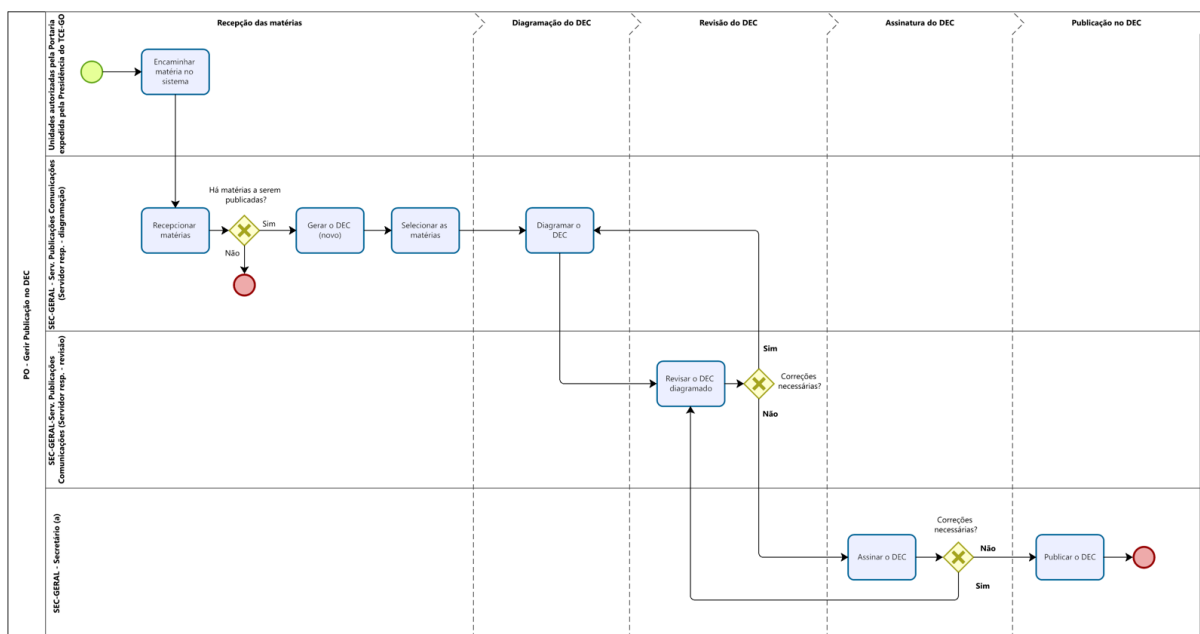 Recepção das matérias
Diagramação do DEC
Revisão do DEC
Assinatura do DEC
Publicação no DEC
PO - Gerir Publicação no DEC
Unidades autorizadas pela Portaria
expedida pela Presidência do TCE-GO
Encaminhar
matéria no
sistema
SEC-GERAL - Serv. Publicações Comunicações
(Servidor resp. - diagramação)
Há matérias a serem
publicadas?
Recepcionar
matérias
Sim
Não
Gerar o DEC
(novo)
Selecionar as
matérias
Diagramar o
DEC
SEC-GERAL-Serv. Publicações
Comunicações (Servidor resp. - revisão)
Sim
Revisar o DEC
diagramado
Correções
necessárias?
Não
SEC-GERAL - Secretário (a)
Correções
necessárias?
Assinar o DEC
Não
Publicar o DEC
Sim